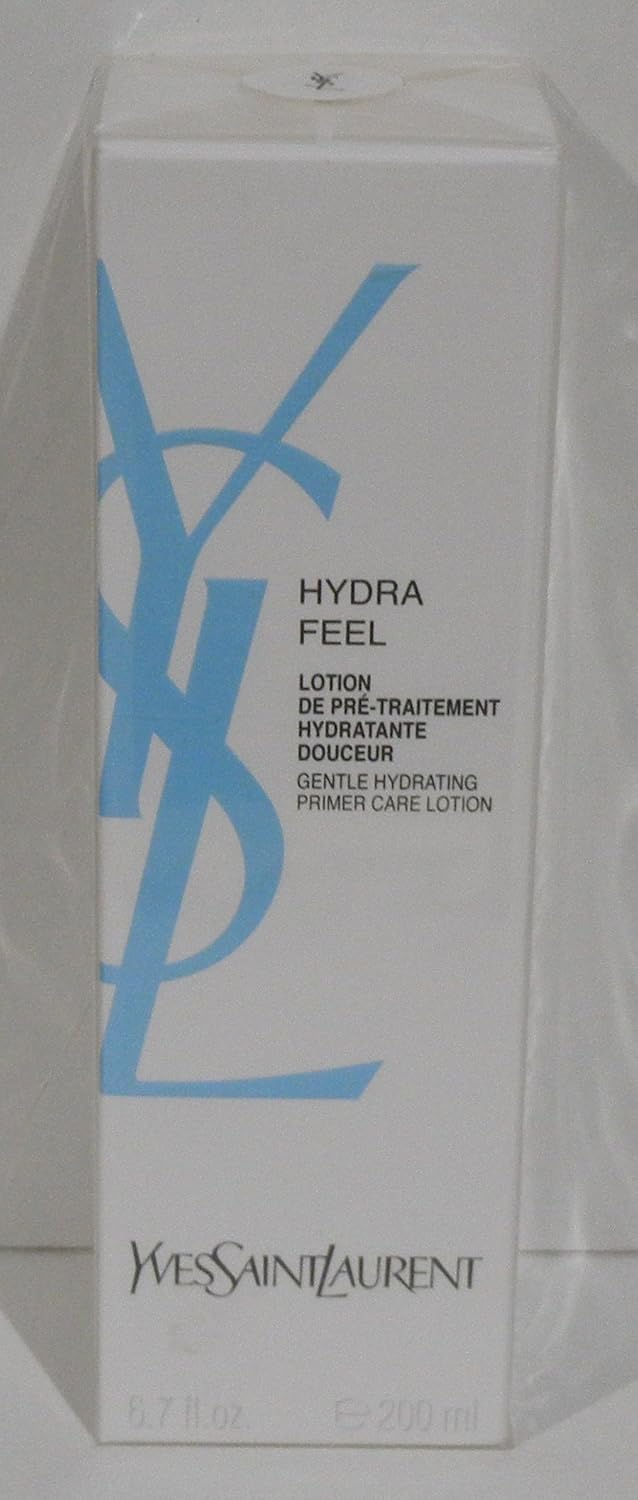 YSL
HYDRA
FEEL
LOTION
DE PRÉ-TRAITEMENT
HYDRATANTE
DOUCEUR
GENTLE HYDRATING
PRIMER CARE LOTION
YVESSAINTLAURENT
6.7 fl.oz. e 200 ml